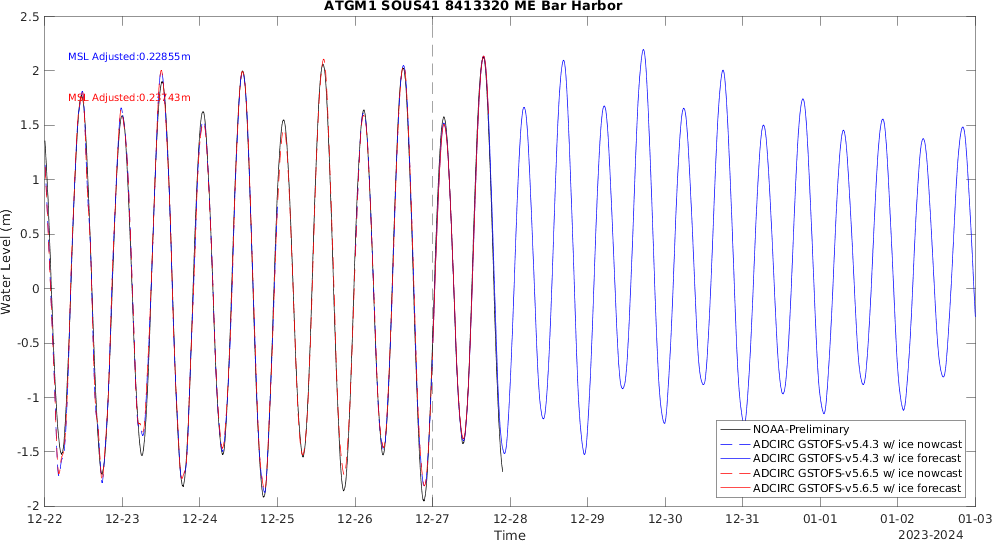 ATGM1 SOUS41 8413320 ME Bar Harbor
2.5
2
1.5
1
0.5
0
-0.5
-1
-1.5
-2
Water Level (m)
MSL Adjusted:0.22855m
MSL Adjusted:0.23743m
NOAA-Preliminary
ADCIRC GSTOFS-v5.4.3 w/ ice nowcast
ADCIRC GSTOFS-v5.4.3 w/ ice forecast
ADCIRC GSTOFS-v5.6.5 w/ ice nowcast
ADCIRC GSTOFS-v5.6.5 w/ ice forecast
12-22 12-23 12-24 12-25 12-26 12-27 12-28 12-29 12-30 12-31 01-01 01-02 01-03
Time
2023-2024